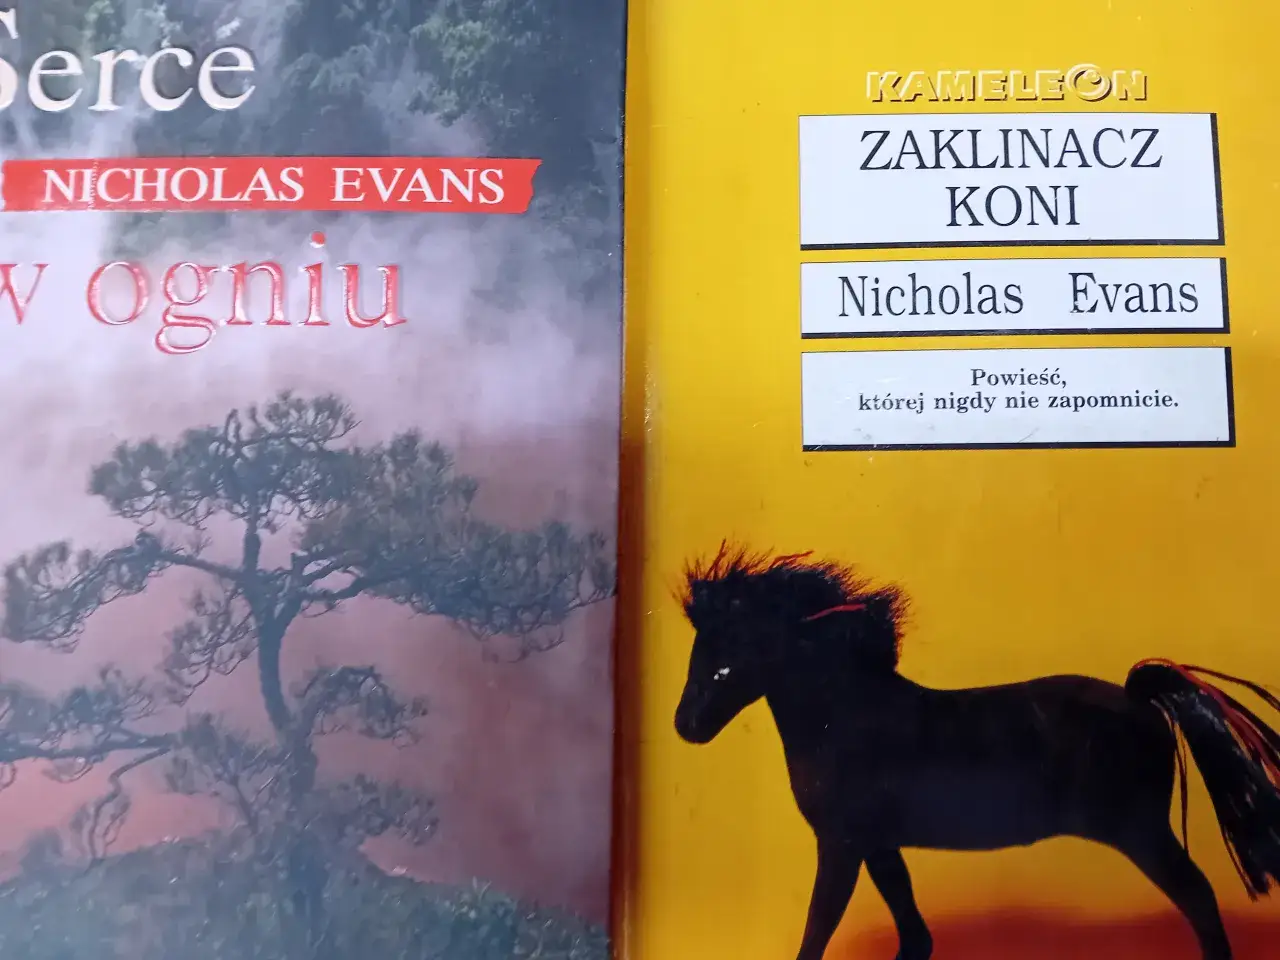 Serce
NICHOLAS EVANS
w ogniu
KAMELEON
ZAKLINACZ
KONI
Nicholas Evans
Powieść,
której nigdy nie zapomnicie.